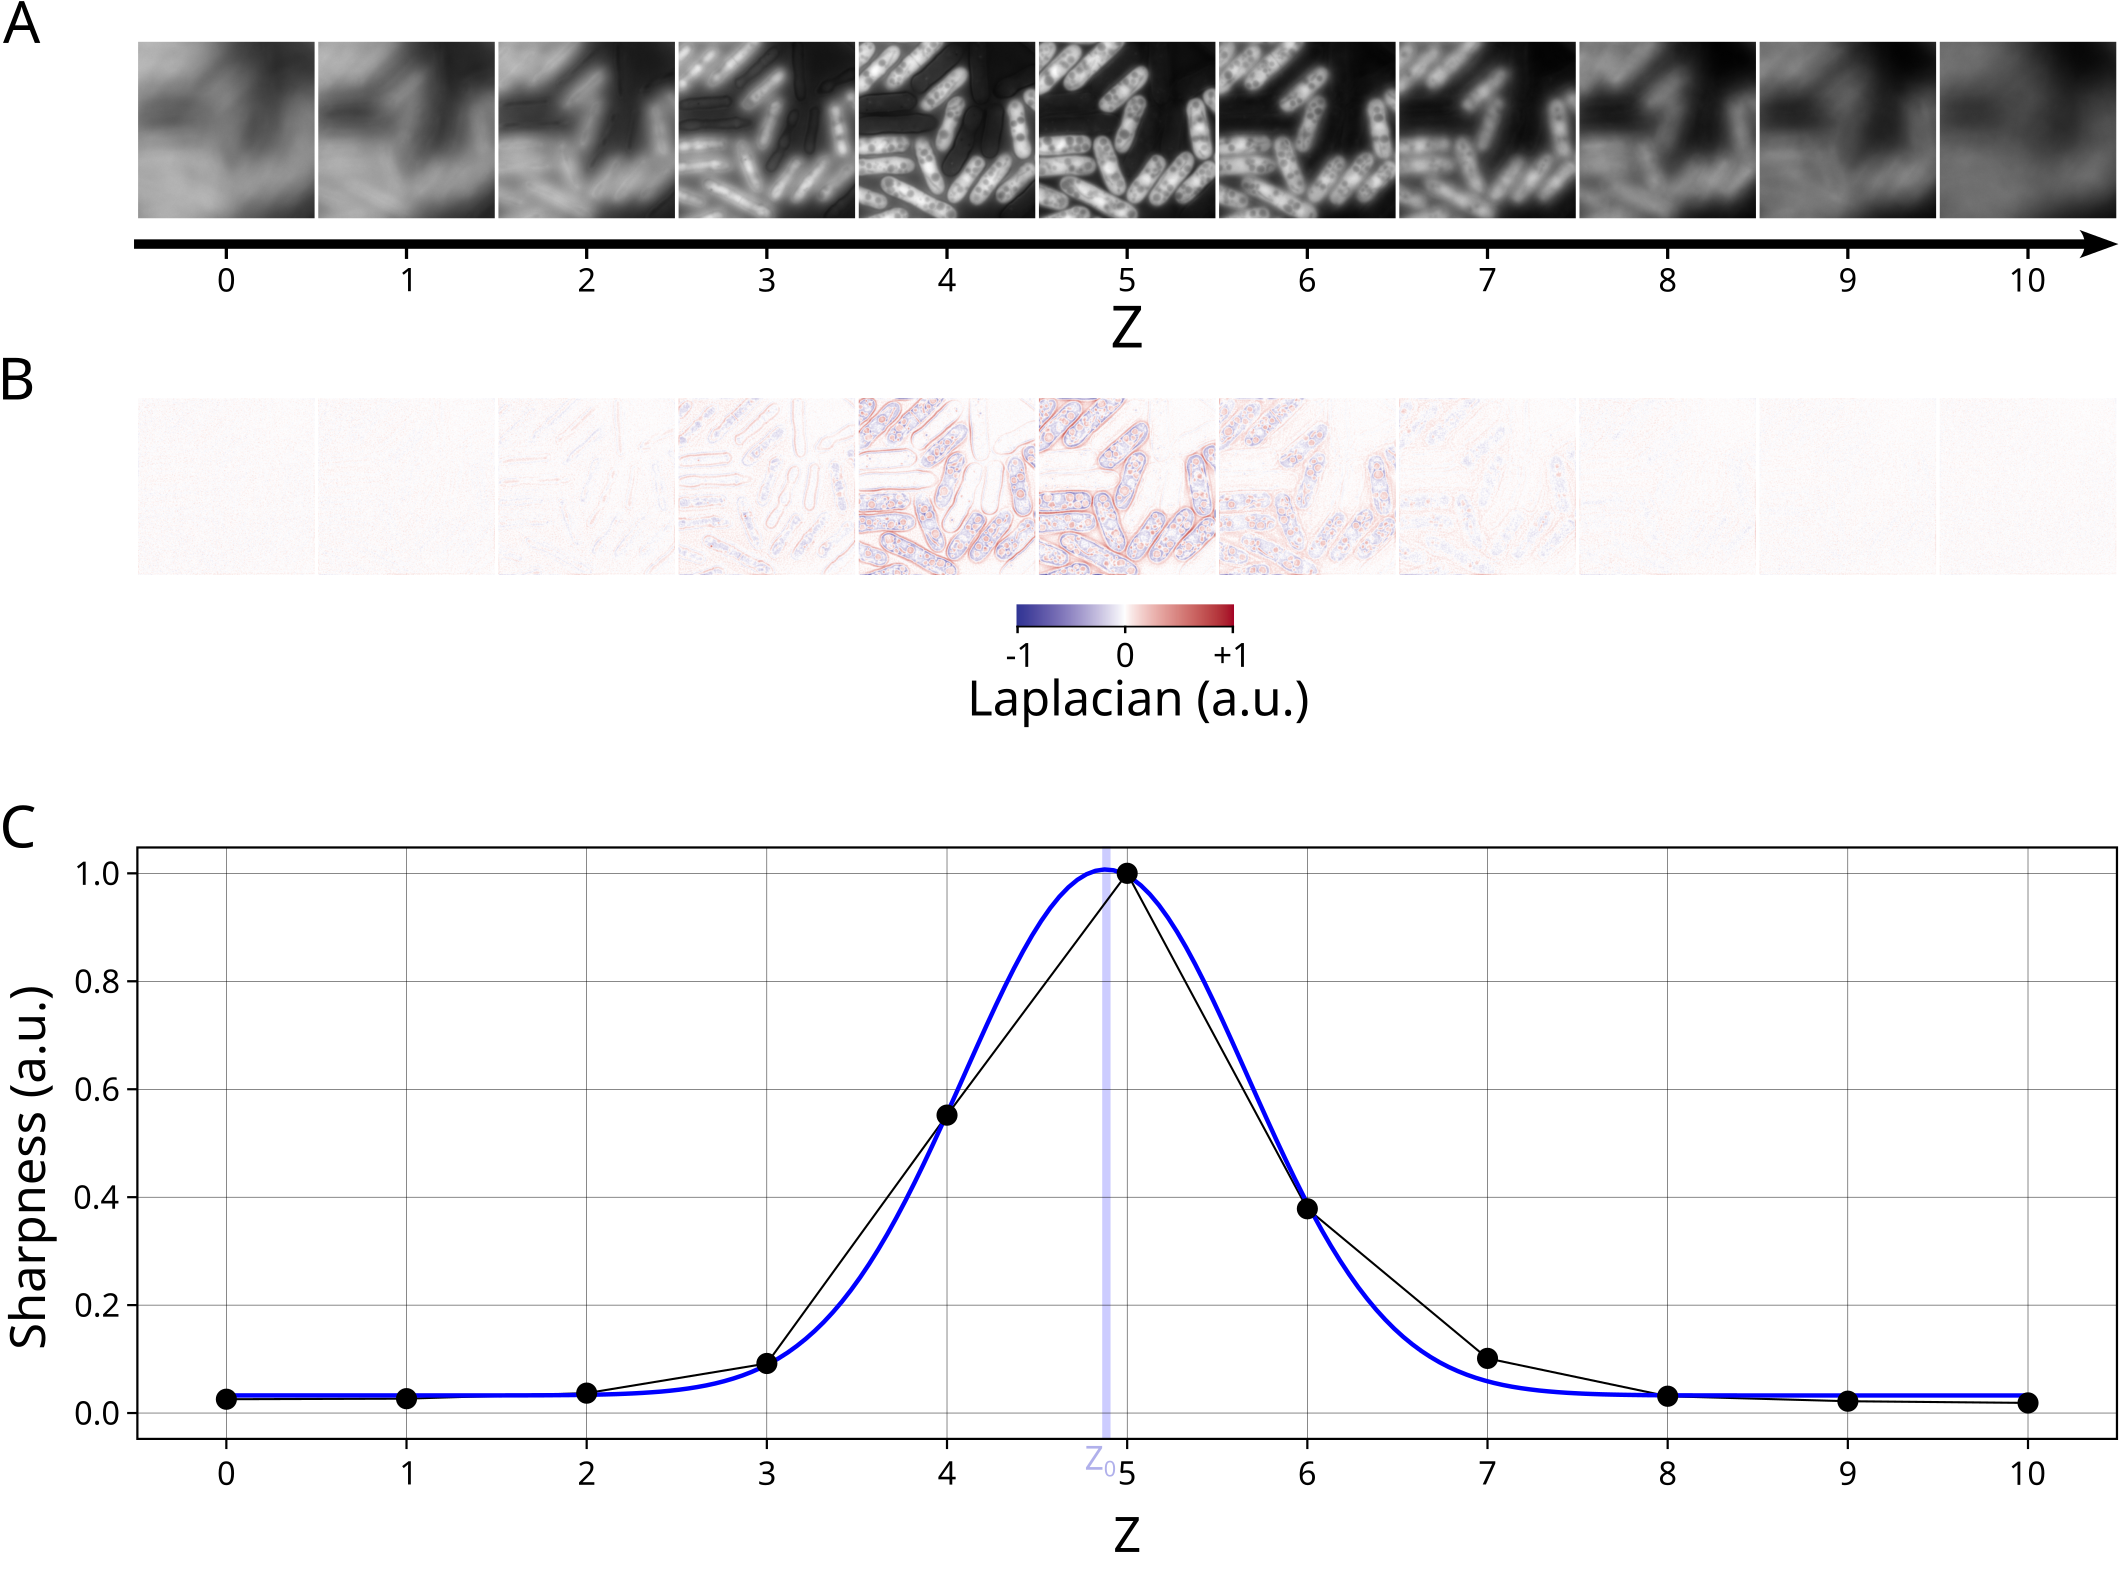 A
0 1 2 3 4 5 6 7 8 9 10
Z
B
-1 0 +1
Laplacian (a.u.)
C
1.0
0.8
0.6
0.4
0.2
0.0
Sharpness (a.u.)
0 1 2 3 4 Z₀ 5 6 7 8 9 10
Z